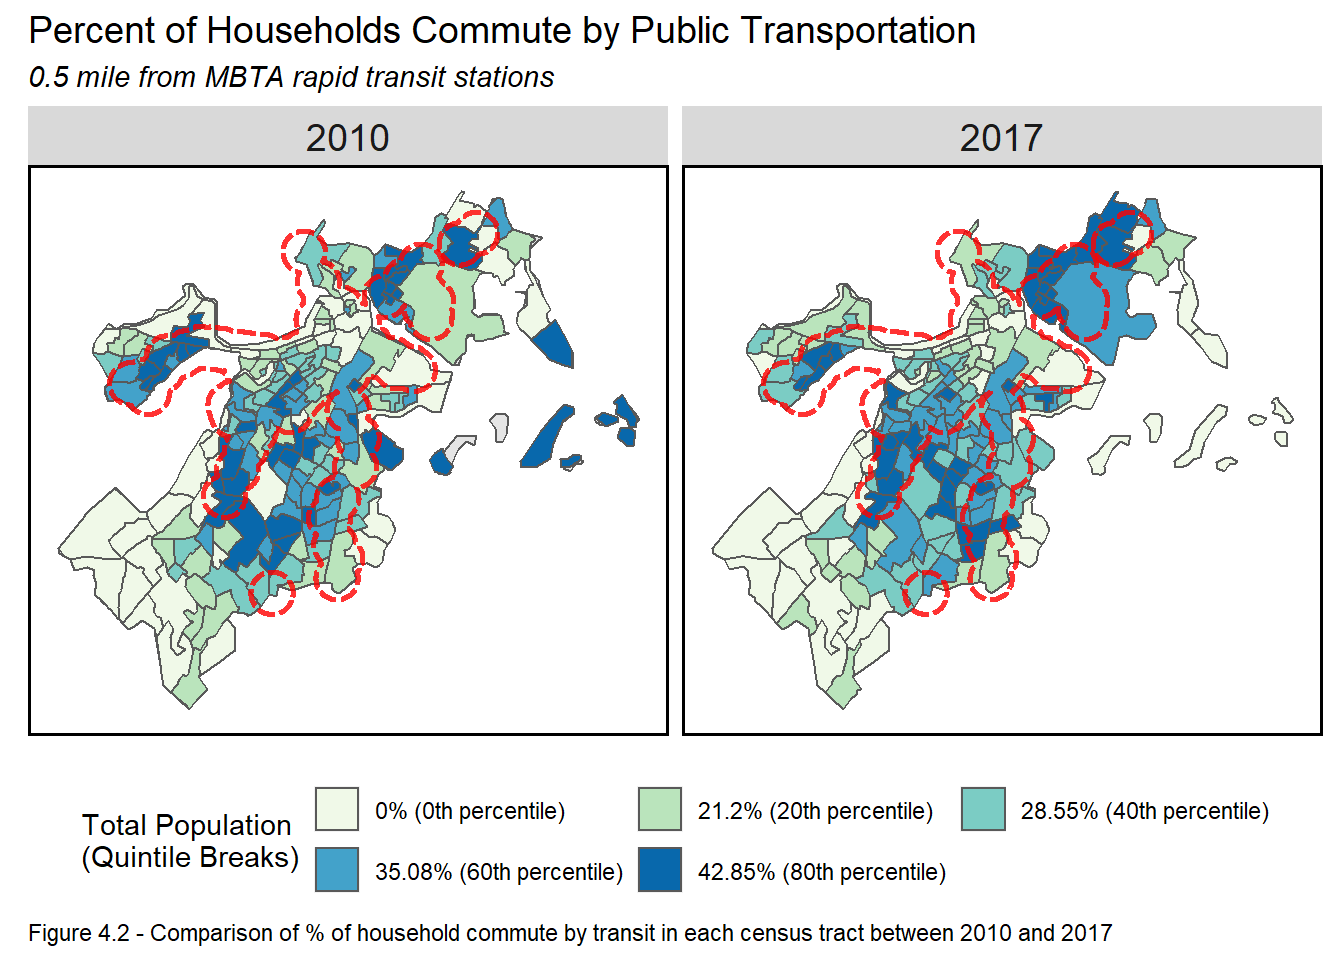 Percent of Households Commute by Public Transportation
0.5 mile from MBTA rapid transit stations
2010
2017
Total Population
(Quintile Breaks)
0% (0th percentile)
21.2% (20th percentile)
28.55% (40th percentile)
35.08% (60th percentile)
42.85% (80th percentile)
Figure 4.2 - Comparison of % of household commute by transit in each census tract between 2010 and 2017